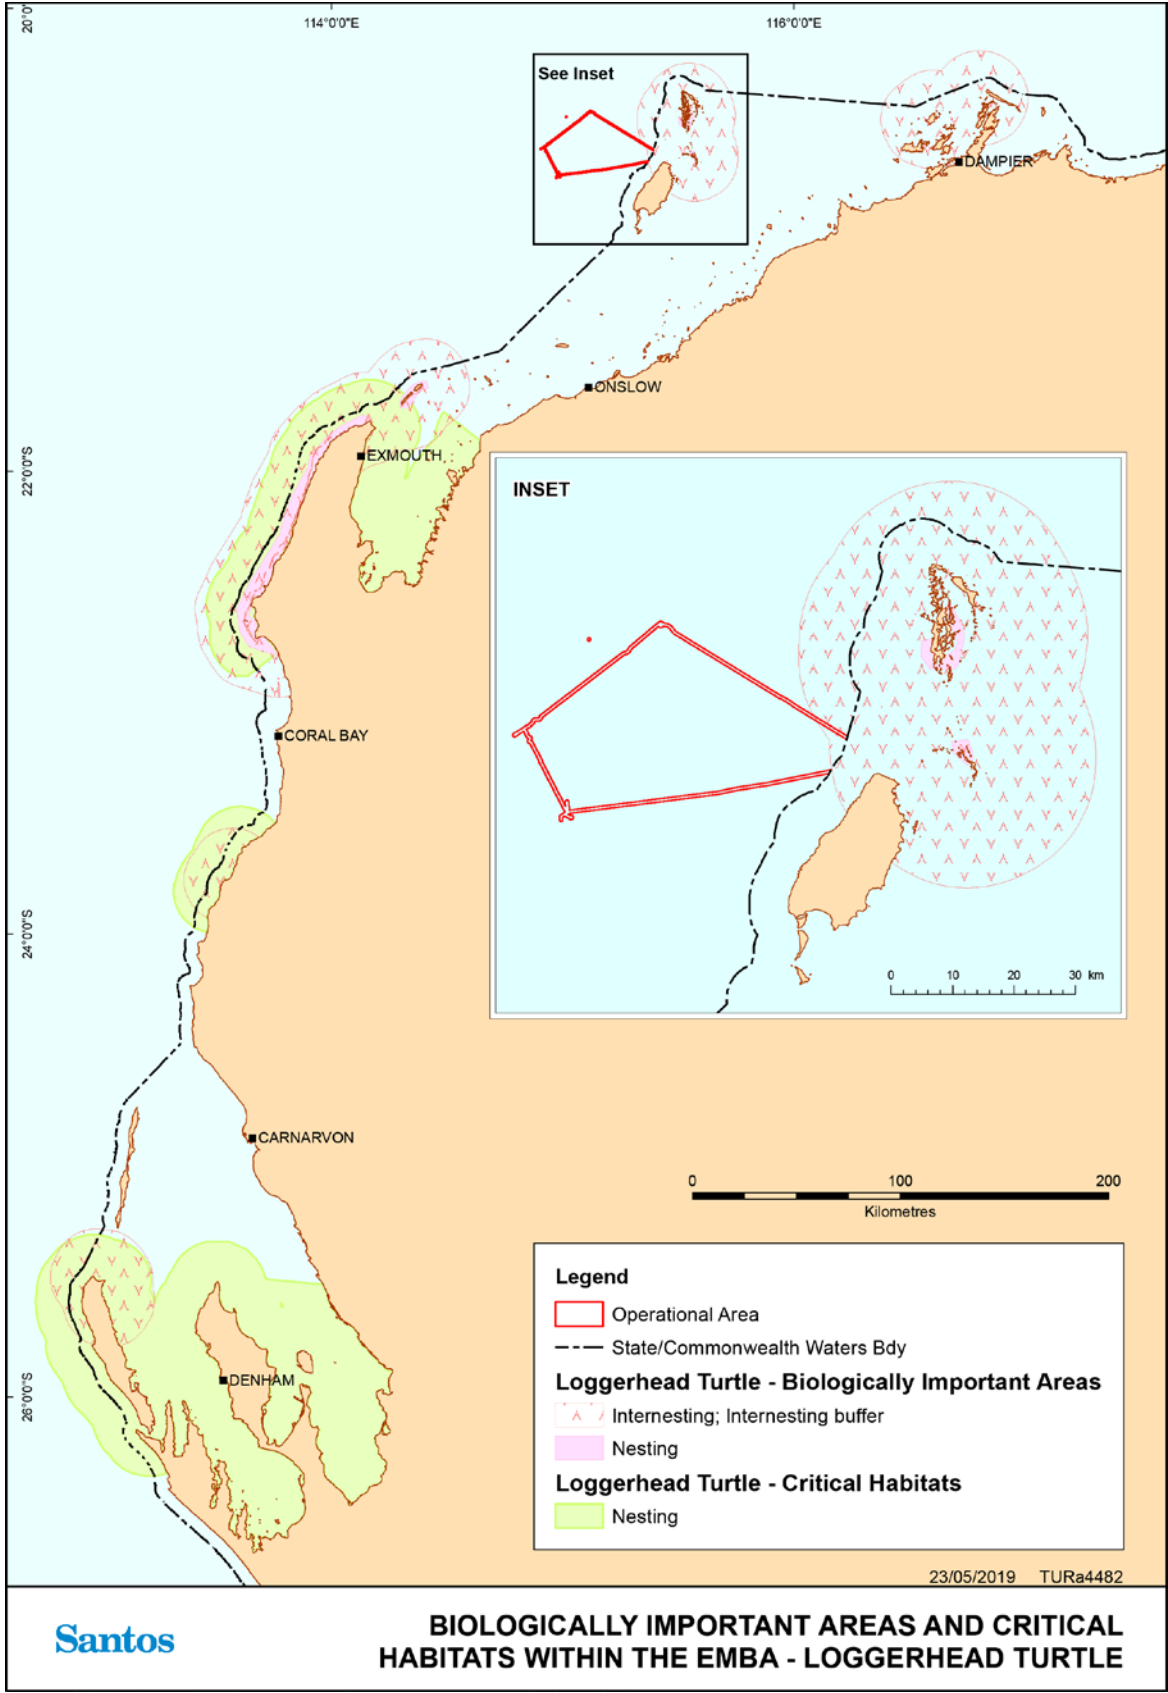 114°0'0"E
116°0'0"E
20°0'
See Inset
DAMPIER
ONSLOW
EXMOUTH
22°0'0"S
INSET
CORAL BAY
24°0'0"S
0 10 20 30 km
CARNARVON
0 100 200
Kilometres
DENHAM
26°0'0"S
Legend
Operational Area
State/Commonwealth Waters Bdy
Loggerhead Turtle - Biologically Important Areas
Internesting; Internesting buffer
Nesting
Loggerhead Turtle - Critical Habitats
Nesting
23/05/2019 TURa4482
Santos
BIOLOGICALLY IMPORTANT AREAS AND CRITICAL
HABITATS WITHIN THE EMBA - LOGGERHEAD TURTLE